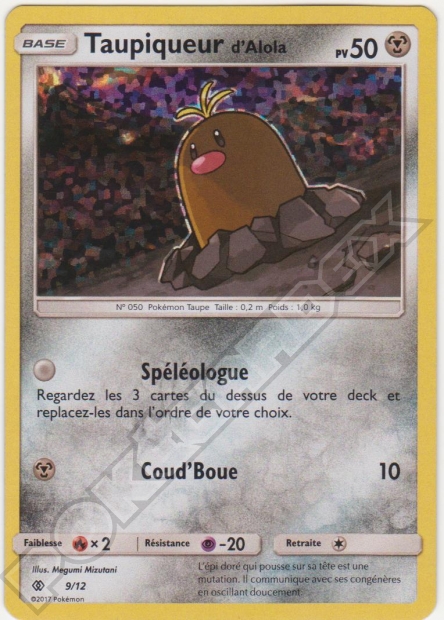 BASE Taupiqueur d'Alola PV 50
N° 050 Pokémon Taupe Taille : 0,2 m Poids : 1,0 kg
Spéléologue
Regardez les 3 cartes du dessus de votre deck et
replacez-les dans l'ordre de votre choix.
Coud'Boue 10
Faiblesse ×2 Résistance -20 Retraite
Illus. Megumi Mizutani
9/12
©2017 Pokémon
L'épi doré qui pousse sur sa tête est une
mutation. Il communique avec ses congénères
en oscillant doucement
POKECARDEX